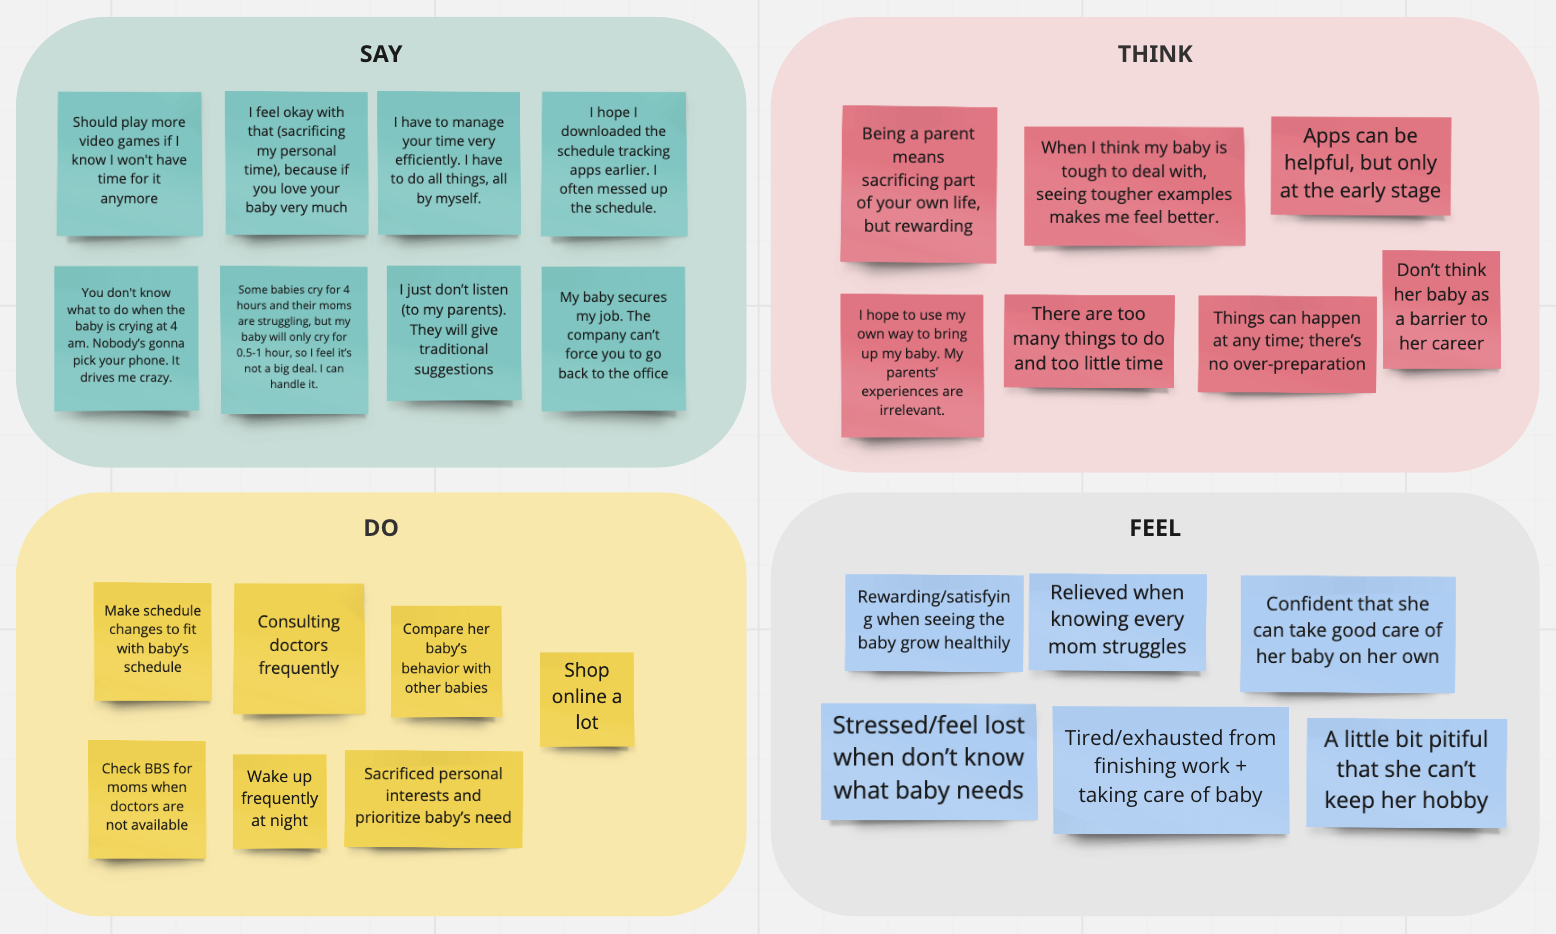 SAY
Should play more
video games if I
know I won't have
time for it
anymore
I feel okay with
that (sacrificing
my personal
time), because if
you love your
baby very much
I have to manage
your time very
efficiently. I have
to do all things, all
by myself.
I hope I
downloaded the
schedule tracking
apps earlier. I
often messed up
the schedule.
You don't know
what to do when the
baby is crying at 4
am. Nobody's gonna
pick your phone. It
drives me crazy.
Some babies cry for 4
hours and their moms
are struggling, but my
baby will only cry for
0.5-1 hour, so I feel it's
not a big deal. I can
handle it.
I just don't listen
(to my parents).
They will give
traditional
suggestions
My baby secures
my job. The
company can't
force you to go
back to the office
THINK
Being a parent
means
sacrificing part
of your own life,
but rewarding
When I think my baby is
tough to deal with,
seeing tougher examples
makes me feel better.
Apps can be
helpful, but only
at the early stage
I hope to use my
own way to bring
up my baby. My
parents'
experiences are
irrelevant.
There are too
many things to do
and too little time
Things can happen
at any time; there's
no over-preparation
Don't think
her baby as
a barrier to
her career
DO
Make schedule
changes to fit
with baby's
schedule
Consulting
doctors
frequently
Compare her
baby's
behavior with
other babies
Shop
online a
lot
Check BBS for
moms when
doctors are
not available
Wake up
frequently
at night
Sacrificed personal
interests and
prioritize baby's need
FEEL
Rewarding/satisfyin
g when seeing the
baby grow healthily
Relieved when
knowing every
mom struggles
Confident that she
can take good care of
her baby on her own
Stressed/feel lost
when don't know
what baby needs
Tired/exhausted from
finishing work +
taking care of baby
A little bit pitiful
that she can't
keep her hobby